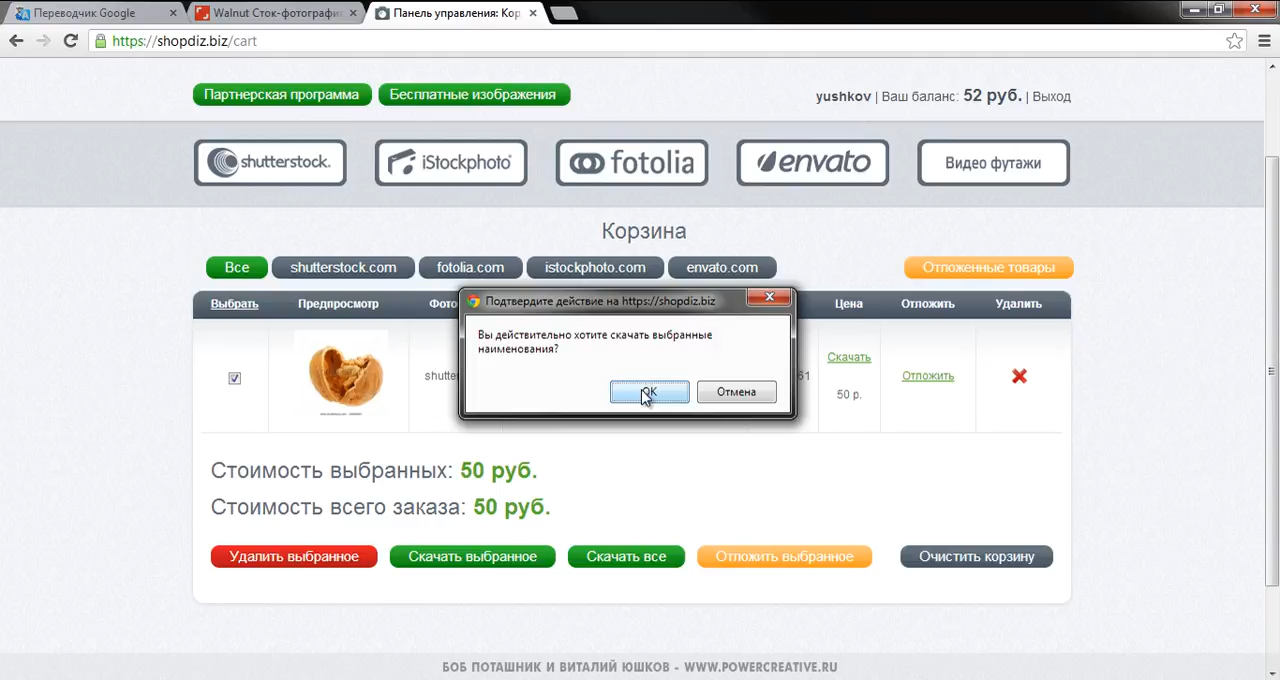 Переводчик Google
Walnut Сток-фотографи
Панель управления: Кор
https://shopdiz.biz/cart
Партнерская программа
Бесплатные изображения
yushkov | Ваш баланс: 52 руб. | Выход
shutterstock.
iStockphoto
fotolia
envato
Видео футажи
Корзина
Все
shutterstock.com
fotolia.com
istockphoto.com
envato.com
Отложенные товары
Выбрать
Предпросмотр
Фото
Цена
Отложить
Удалить
Подтвердите действие на https://shopdiz.biz
Вы действительно хотите скачать выбранные
наименования?
OK
Отмена
shutte
61
Скачать
50 р.
Отложить
Стоимость выбранных: 50 руб.
Стоимость всего заказа: 50 руб.
Удалить выбранное
Скачать выбранное
Скачать все
Отложить выбранное
Очистить корзину
БОБ ПОТАШНИК И ВИТАЛИЙ ЮШКОВ - WWW.POWERCREATIVE.RU